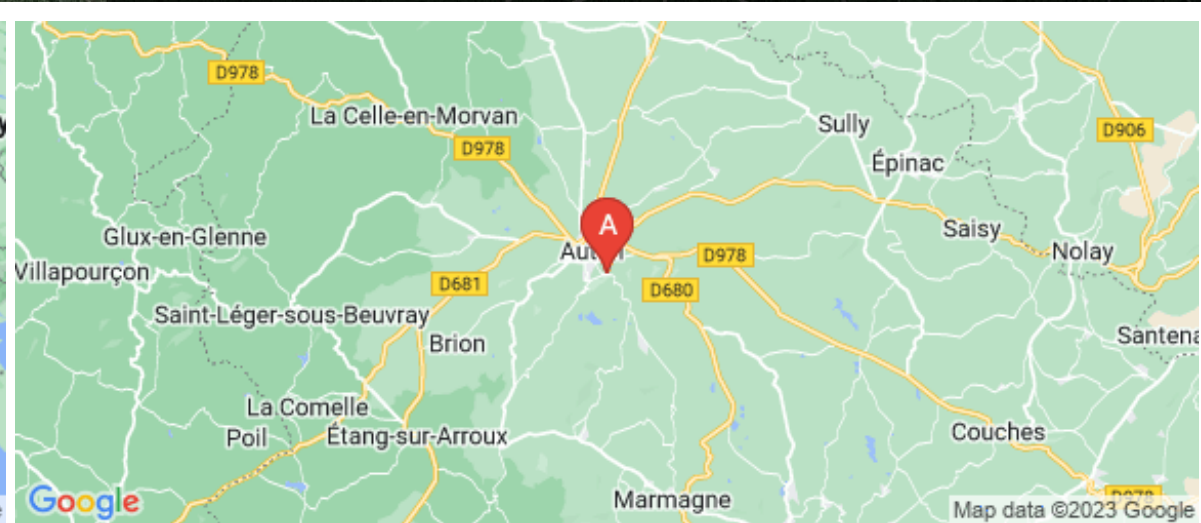 D978
La Celle-en-Morvan
D978
Sully
D906
Épinac
A
Glux-en-Glenne
Saisy
Nolay
Villapourçon
D978
D681
D680
Saint-Léger-sous-Beuvray
Brion
Santena
La Comelle
Poil
Étang-sur-Arroux
Couches
Marmagne
D978
Google
Map data ©2023 Google